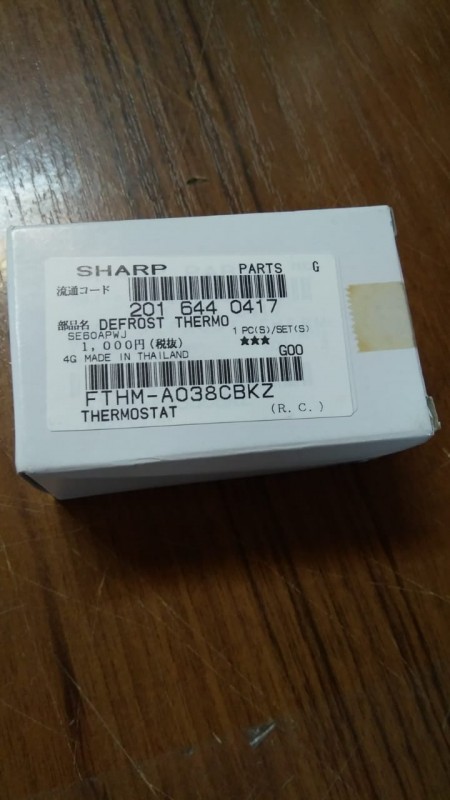 SHARP PARTS G
流通コード
201 644 0417
部品名 DEFROST THERMO
SE60APWJ 1 PC(S)/SET(S)
1,000円(税抜) ★★★
4G MADE IN THAILAND G00
FTHM-A038CBKZ
THERMOSTAT (R.C.)